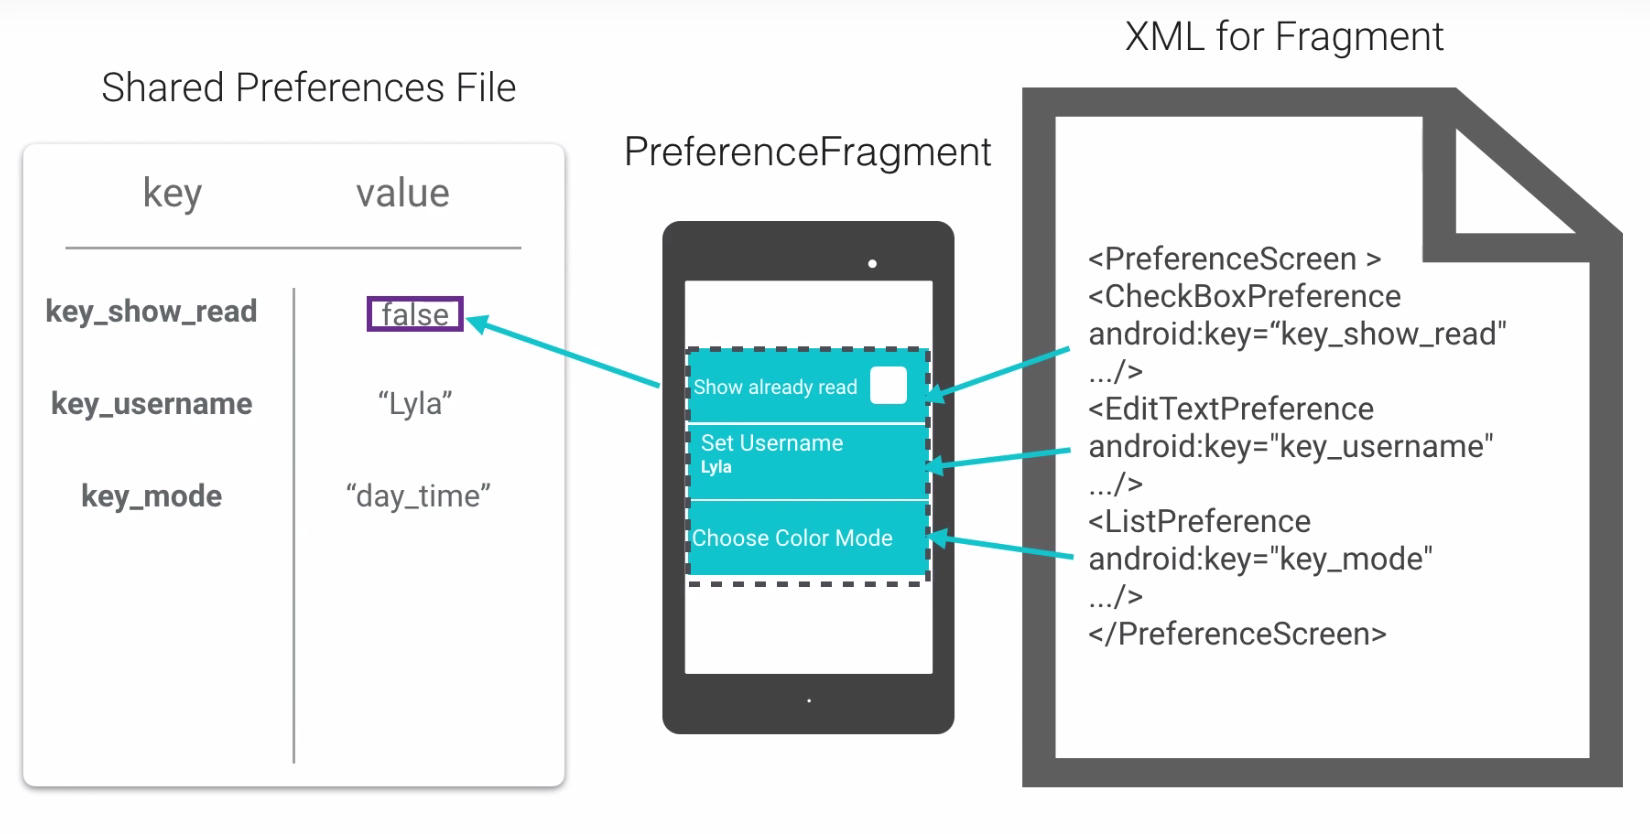 XML for Fragment
Shared Preferences File
PreferenceFragment
key value
key_show_read false
key_username “Lyla”
key_mode “day_time”
Show already read
Set Username
Lyla
Choose Color Mode
<PreferenceScreen >
<CheckBoxPreference
android:key=“key_show_read"
.../>
<EditTextPreference
android:key="key_username"
.../>
<ListPreference
android:key="key_mode"
.../>
</PreferenceScreen>